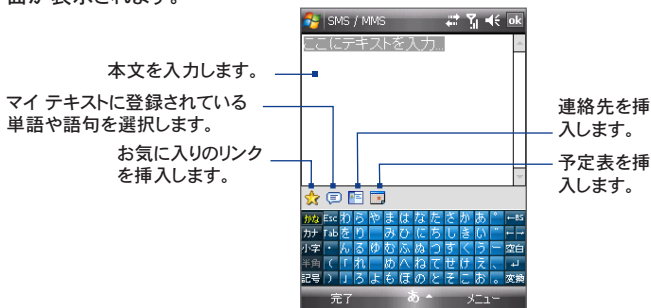 面が表示されます。
SMS / MMS ok
ここにテキストを入力...
本文を入力します。
マイ テキストに登録されている
単語や語句を選択します。
お気に入りのリンク
を挿入します。
連絡先を挿
入します。
予定表を挿
入します。
かな Esc わ ら や ま は な た さ か あ ゛ ←BS
カナ Tab を り み ひ に ち し き い ゜ ←→
小字 ・ ん る ゆ む ふ ぬ つ す く う ー 空白
半角 ( 「 れ め へ ね て せ け え 、 ↵
記号 ) 」 ろ よ も ほ の と そ こ お 。 変換
完了 あ メニュー